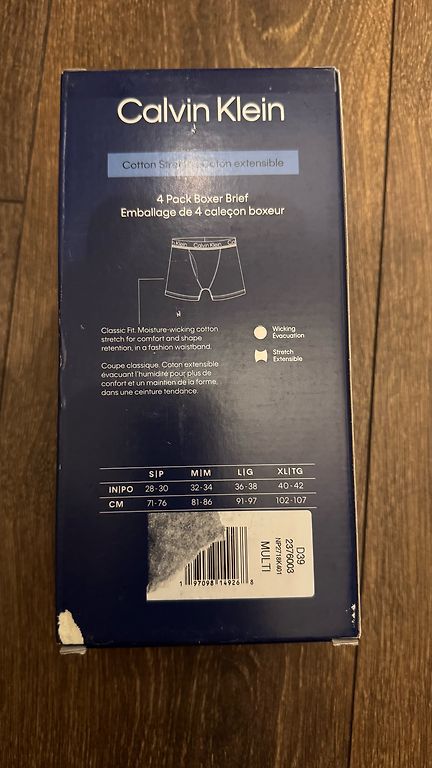 Calvin Klein
Cotton Stretch Coton extensible
4 Pack Boxer Brief
Emballage de 4 caleçon boxeur
Calvin Klein Calvin Klein Calvin
Classic Fit. Moisture-wicking cotton
stretch for comfort and shape
retention, in a fashion waistband.
Wicking
Évacuation
Stretch
Extensible
Coupe classique. Coton extensible
évacuant l'humidité pour plus de
confort et un maintien de la forme,
dans une ceinture tendance.
S|P M|M L|G XL|TG
IN|PO 28-30 32-34 36-38 40-42
CM 71-76 81-86 91-97 102-107
D39
2376003
NP2718K401
MULTI
1 97098 14926 8